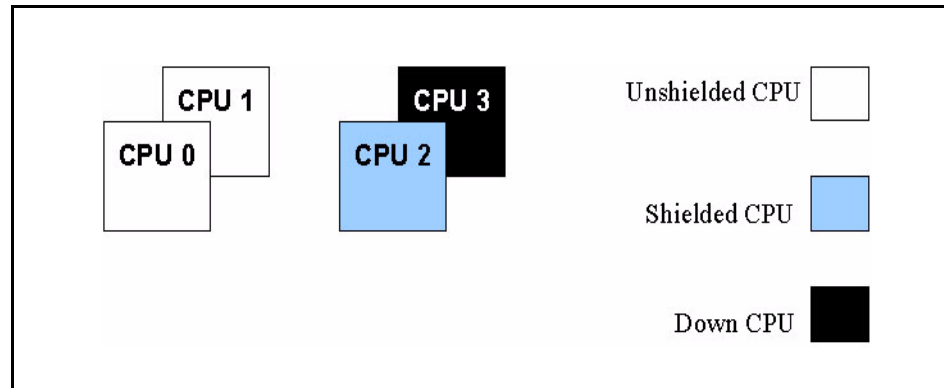 CPU 1
CPU 0
CPU 3
CPU 2
Unshielded CPU
Shielded CPU
Down CPU